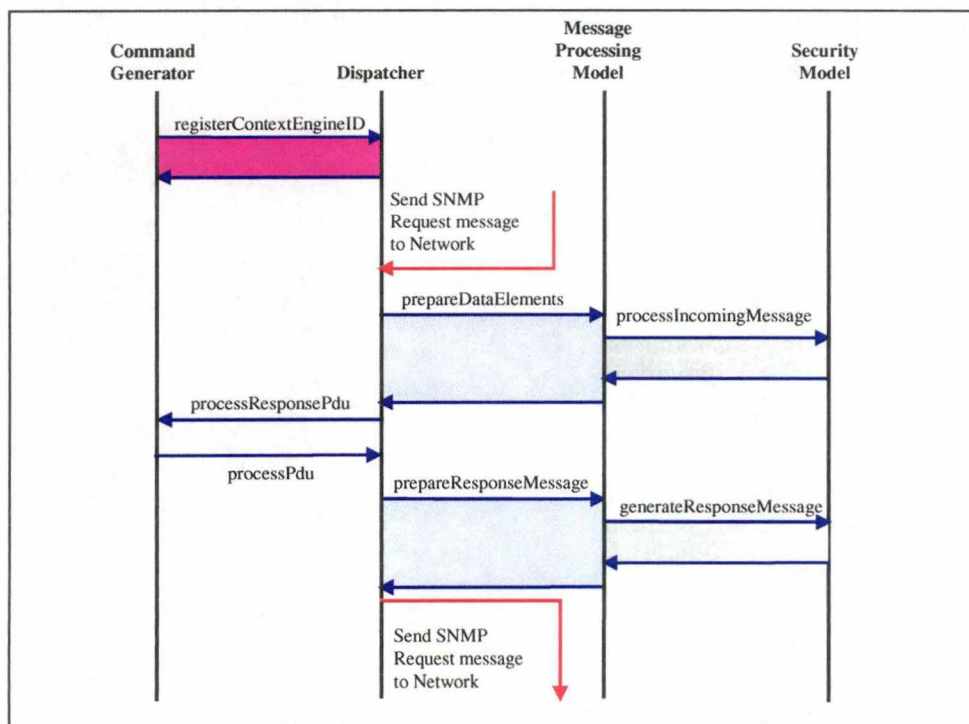 Command
Generator
Dispatcher
Message
Processing
Model
Security
Model
registerContextEngineID
Send SNMP
Request message
to Network
prepareDataElements
processIncomingMessage
processResponsePdu
processPdu
prepareResponseMessage
generateResponseMessage
Send SNMP
Request message
to Network